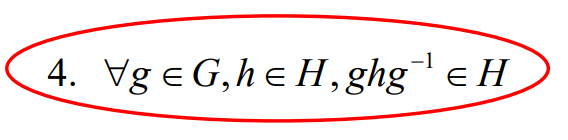 4. ∀g ∈ G, h ∈ H, ghg⁻¹ ∈ H